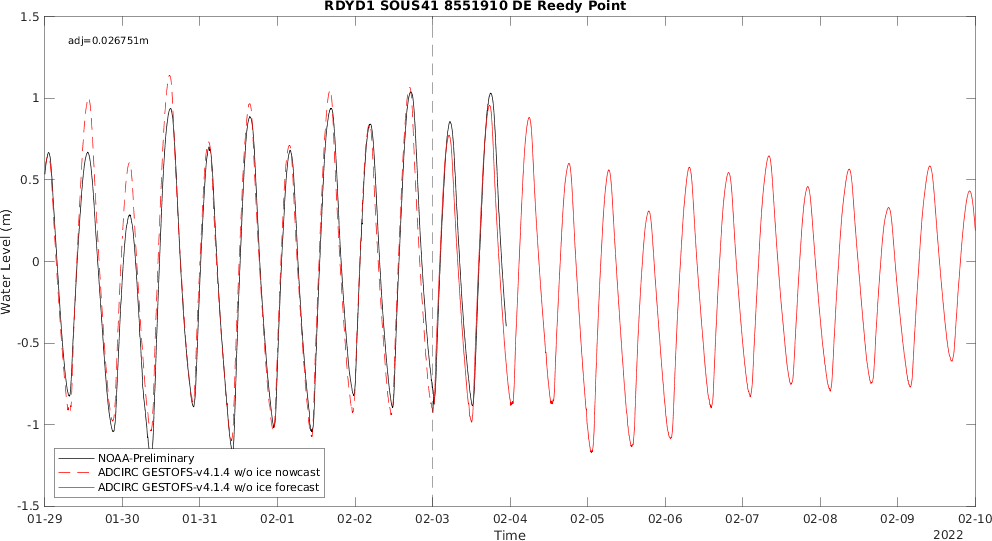 RDYD1 SOUS41 8551910 DE Reedy Point
adj=0.026751m
Water Level (m)
1.5
1
0.5
0
-0.5
-1
-1.5
NOAA-Preliminary
ADCIRC GESTOFS-v4.1.4 w/o ice nowcast
ADCIRC GESTOFS-v4.1.4 w/o ice forecast
01-29 01-30 01-31 02-01 02-02 02-03 02-04 02-05 02-06 02-07 02-08 02-09 02-10
Time
2022